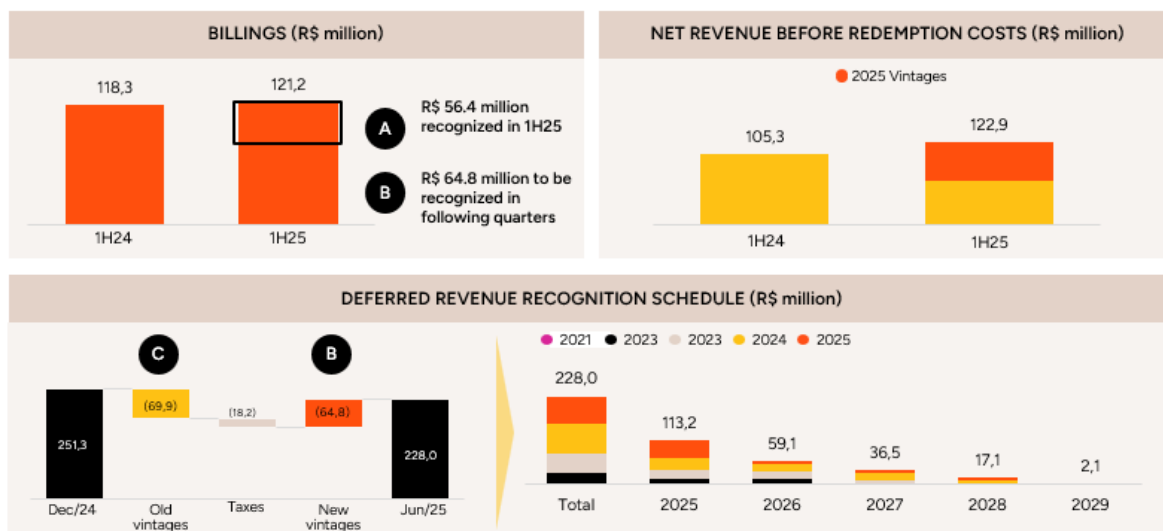 BILLINGS (R$ million)
118,3
121,2
1H24
1H25
A
R$ 56.4 million
recognized in 1H25
B
R$ 64.8 million to be
recognized in
following quarters
NET REVENUE BEFORE REDEMPTION COSTS (R$ million)
2025 Vintages
105,3
122,9
1H24
1H25
DEFERRED REVENUE RECOGNITION SCHEDULE (R$ million)
C
B
251,3
(69,9)
(18,2)
(64,8)
228,0
Dec/24
Old
vintages
Taxes
New
vintages
Jun/25
2021
2023
2023
2024
2025
228,0
113,2
59,1
36,5
17,1
2,1
Total
2025
2026
2027
2028
2029